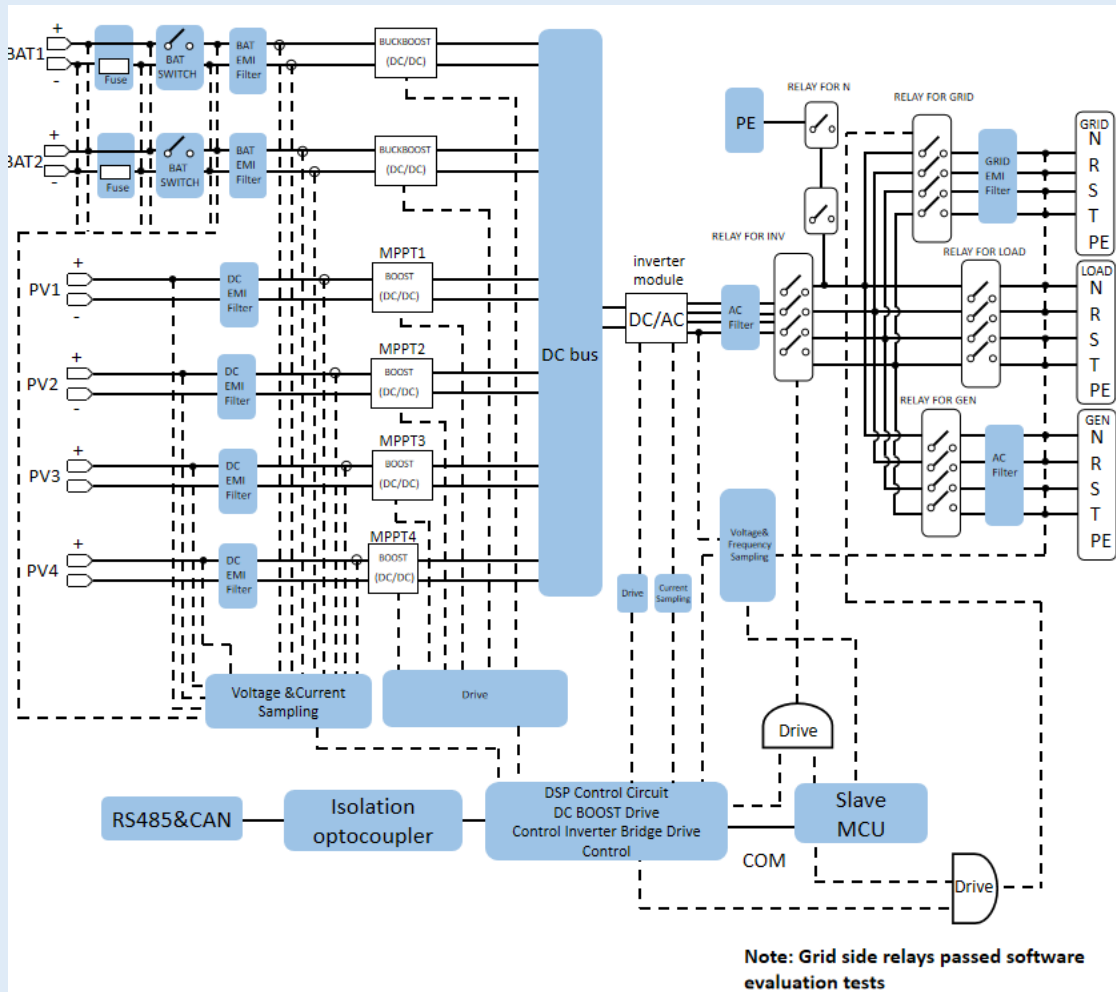 +
BAT1
-
Fuse
BAT
SWITCH
BAT
EMI
Filter
BUCKBOOST
(DC/DC)
+
BAT2
-
Fuse
BAT
SWITCH
BAT
EMI
Filter
BUCKBOOST
(DC/DC)
+
PV1
-
DC
EMI
Filter
MPPT1
BOOST
(DC/DC)
+
PV2
-
DC
EMI
Filter
MPPT2
BOOST
(DC/DC)
+
PV3
-
DC
EMI
Filter
MPPT3
BOOST
(DC/DC)
+
PV4
DC
EMI
Filter
MPPT4
BOOST
(DC/DC)
DC bus
inverter
module
DC/AC
AC
Filter
RELAY FOR INV
PE
RELAY FOR N
RELAY FOR GRID
GRID
EMI
Filter
GRID
N
R
S
T
PE
RELAY FOR LOAD
LOAD
N
R
S
T
PE
RELAY FOR GEN
AC
Filter
GEN
N
R
S
T
PE
Voltage&
Frequency
Sampling
Drive
Current
Sampling
Voltage &Current
Sampling
Drive
Drive
RS485&CAN
Isolation
optocoupler
DSP Control Circuit
DC BOOST Drive
Control Inverter Bridge Drive
Control
COM
Slave
MCU
Drive
Note: Grid side relays passed software
evaluation tests